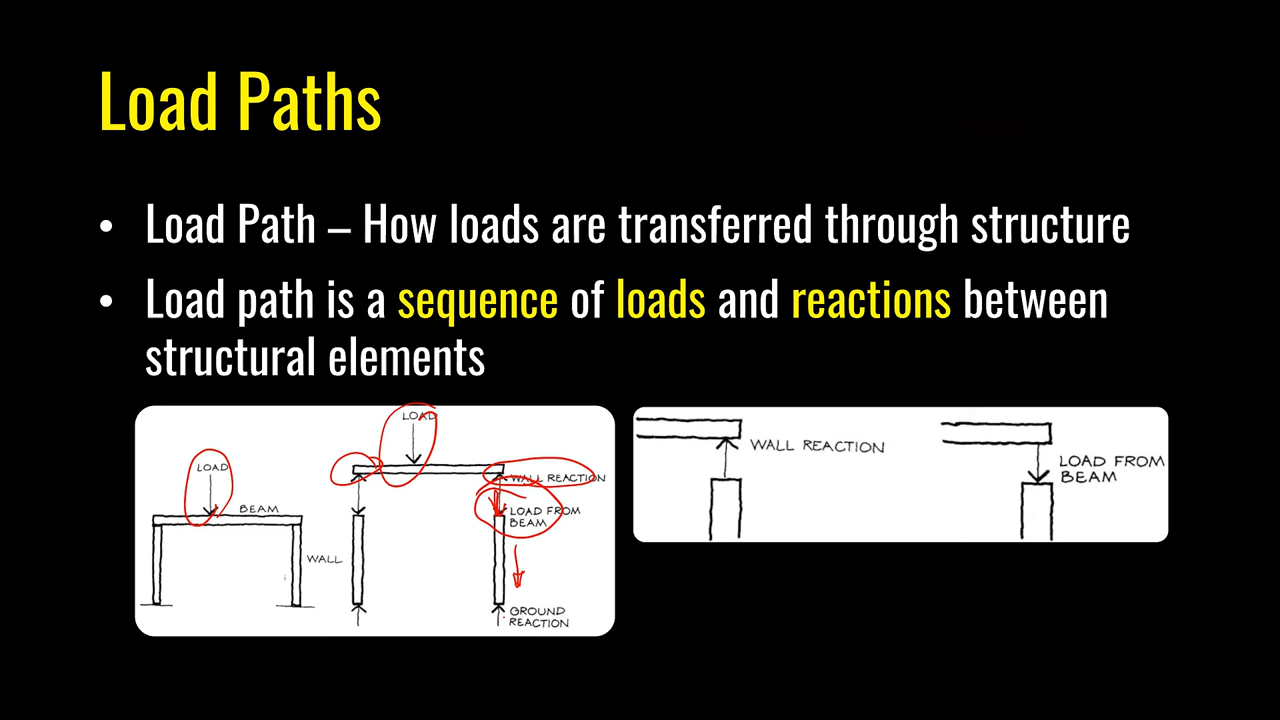 Load Paths
• Load Path – How loads are transferred through structure
• Load path is a sequence of loads and reactions between
structural elements
LOAD
BEAM
WALL
LOAD
WALL REACTION
LOAD FROM
BEAM
GROUND
REACTION
WALL REACTION
LOAD FROM
BEAM